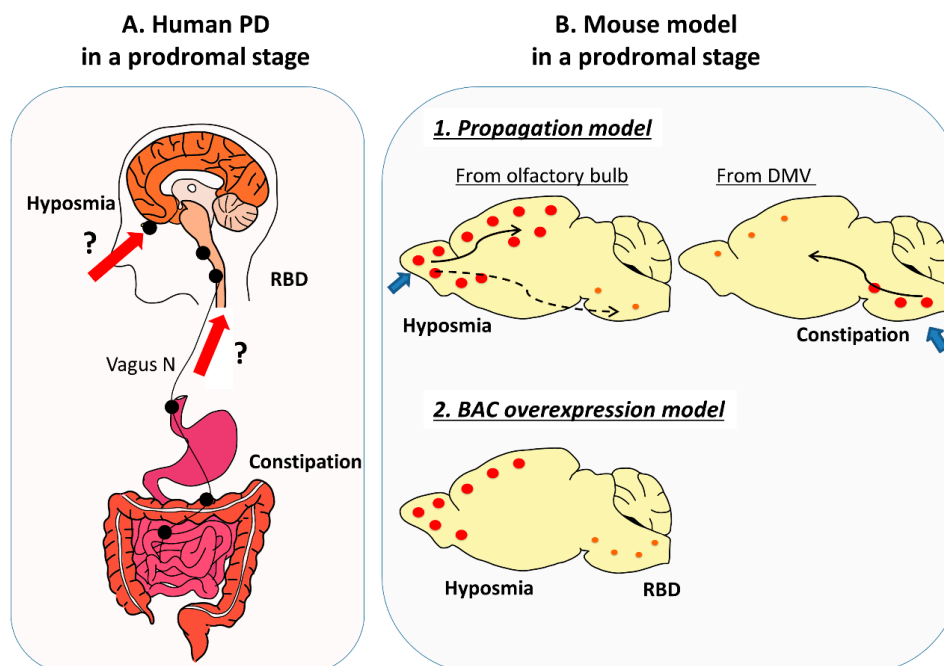 A. Human PD
in a prodromal stage
Hyposmia
?
RBD
?
Vagus N
Constipation
B. Mouse model
in a prodromal stage
1. Propagation model
From olfactory bulb
From DMV
Hyposmia
Constipation
2. BAC overexpression model
Hyposmia
RBD